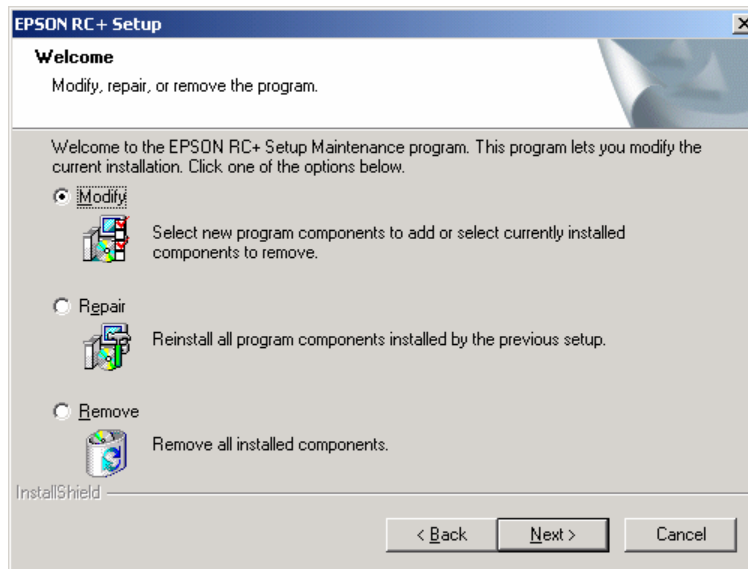 EPSON RC+ Setup
Welcome
Modify, repair, or remove the program.
Welcome to the EPSON RC+ Setup Maintenance program. This program lets you modify the
current installation. Click one of the options below.
Modify
Select new program components to add or select currently installed
components to remove.
Repair
Reinstall all program components installed by the previous setup.
Remove
Remove all installed components.
InstallShield
< Back Next > Cancel